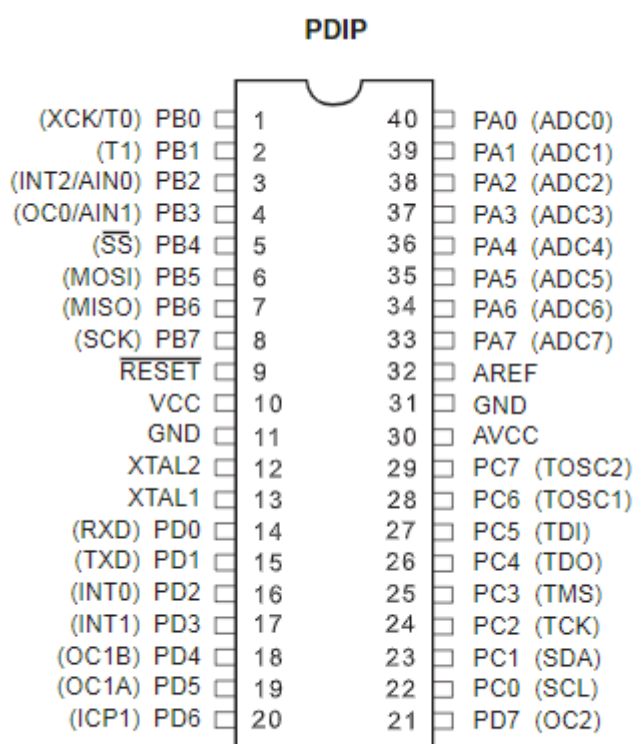 PDIP
(XCK/T0) PB0 1 40 PA0 (ADC0)
(T1) PB1 2 39 PA1 (ADC1)
(INT2/AIN0) PB2 3 38 PA2 (ADC2)
(OC0/AIN1) PB3 4 37 PA3 (ADC3)
(S̅S̅) PB4 5 36 PA4 (ADC4)
(MOSI) PB5 6 35 PA5 (ADC5)
(MISO) PB6 7 34 PA6 (ADC6)
(SCK) PB7 8 33 PA7 (ADC7)
R̅E̅S̅E̅T̅ 9 32 AREF
VCC 10 31 GND
GND 11 30 AVCC
XTAL2 12 29 PC7 (TOSC2)
XTAL1 13 28 PC6 (TOSC1)
(RXD) PD0 14 27 PC5 (TDI)
(TXD) PD1 15 26 PC4 (TDO)
(INT0) PD2 16 25 PC3 (TMS)
(INT1) PD3 17 24 PC2 (TCK)
(OC1B) PD4 18 23 PC1 (SDA)
(OC1A) PD5 19 22 PC0 (SCL)
(ICP1) PD6 20 21 PD7 (OC2)